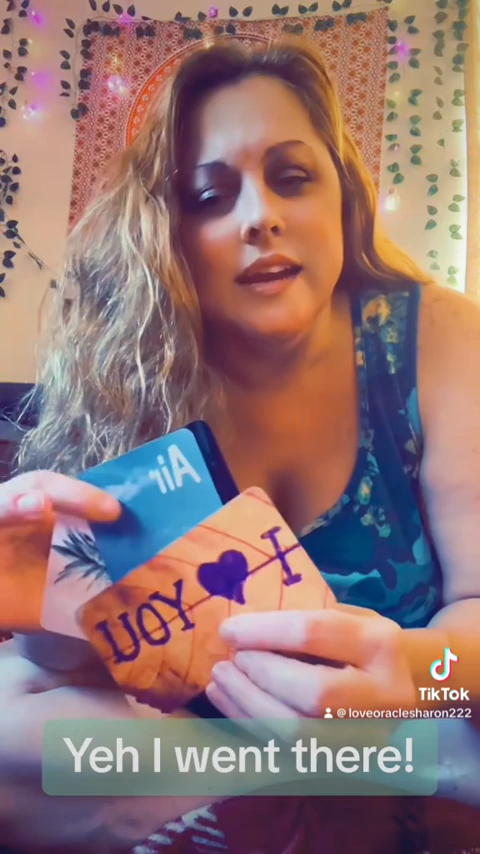 Air
I ♥ YOU
TikTok
@loveoraclesharon222
Yeh I went there!